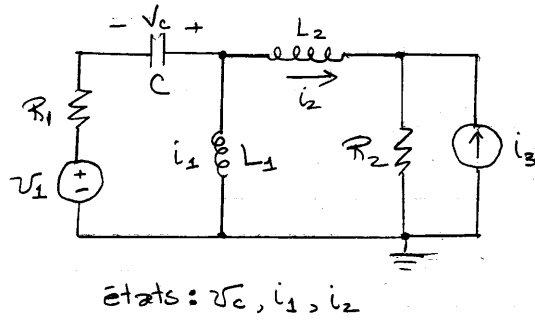 - Vc +
C
L2
i2
R1
i1
L1
R2
i3
v1
+
-
états : vc, i1, i2